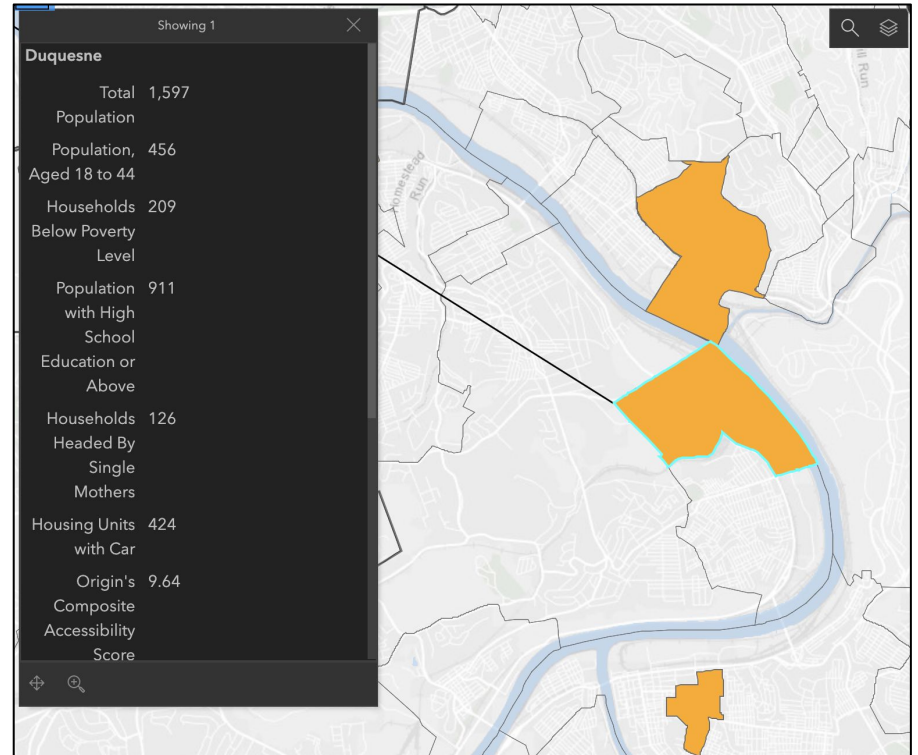 Showing 1
Duquesne
Total 1,597
Population
Population, 456
Aged 18 to 44
Households 209
Below Poverty
Level
Population 911
with High
School
Education or
Above
Households 126
Headed By
Single
Mothers
Housing Units 424
with Car
Origin's 9.64
Composite
Accessibility
Score
Homestead
Run
Run